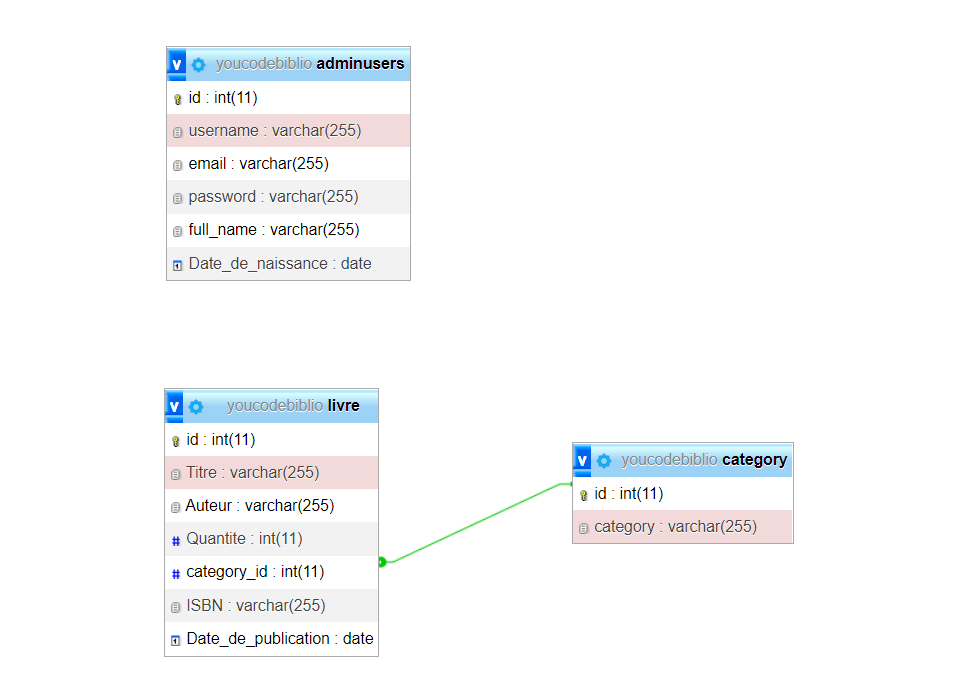 v youcodebiblio adminusers
id : int(11)
username : varchar(255)
email : varchar(255)
password : varchar(255)
full_name : varchar(255)
Date_de_naissance : date
v youcodebiblio livre
id : int(11)
Titre : varchar(255)
Auteur : varchar(255)
# Quantite : int(11)
# category_id : int(11)
ISBN : varchar(255)
Date_de_publication : date
v youcodebiblio category
id : int(11)
category : varchar(255)